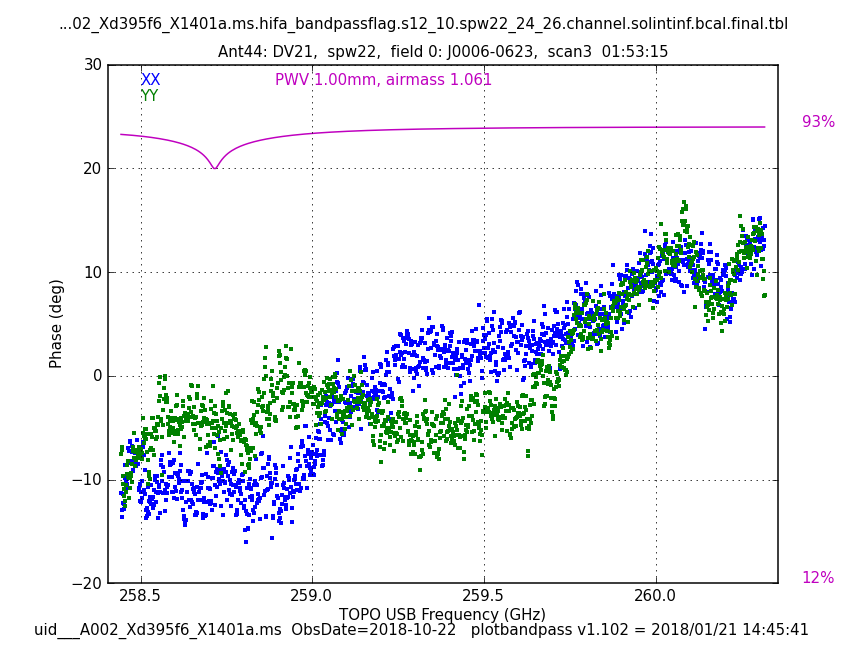 ...02_Xd395f6_X1401a.ms.hifa_bandpassflag.s12_10.spw22_24_26.channel.solintinf.bcal.final.tbl
Ant44: DV21, spw22, field 0: J0006-0623, scan3 01:53:15
30
XX
PWV 1.00mm, airmass 1.061
YY
93%
20
10
Phase (deg)
0
−10
12%
−20
258.5
259.0
259.5
260.0
TOPO USB Frequency (GHz)
uid___A002_Xd395f6_X1401a.ms ObsDate=2018-10-22 plotbandpass v1.102 = 2018/01/21 14:45:41